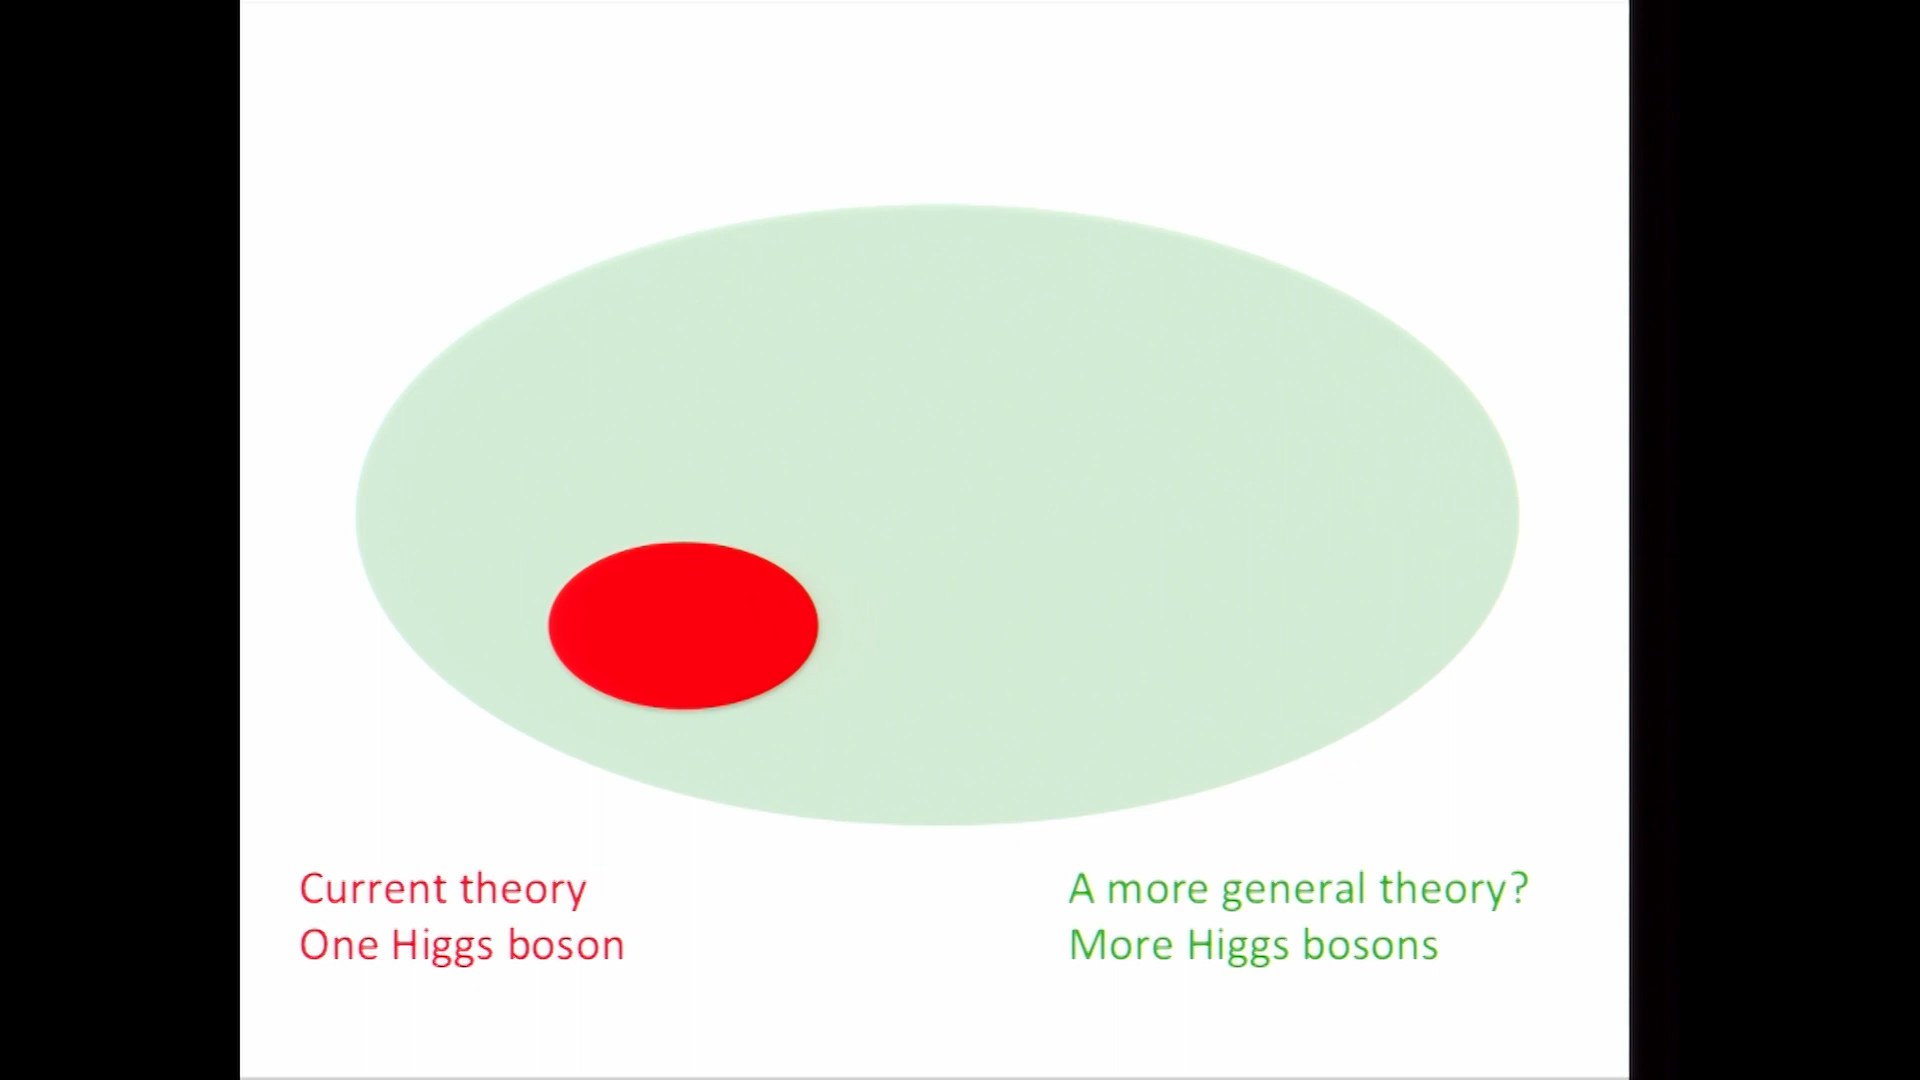 Current theory
One Higgs boson
A more general theory?
More Higgs bosons